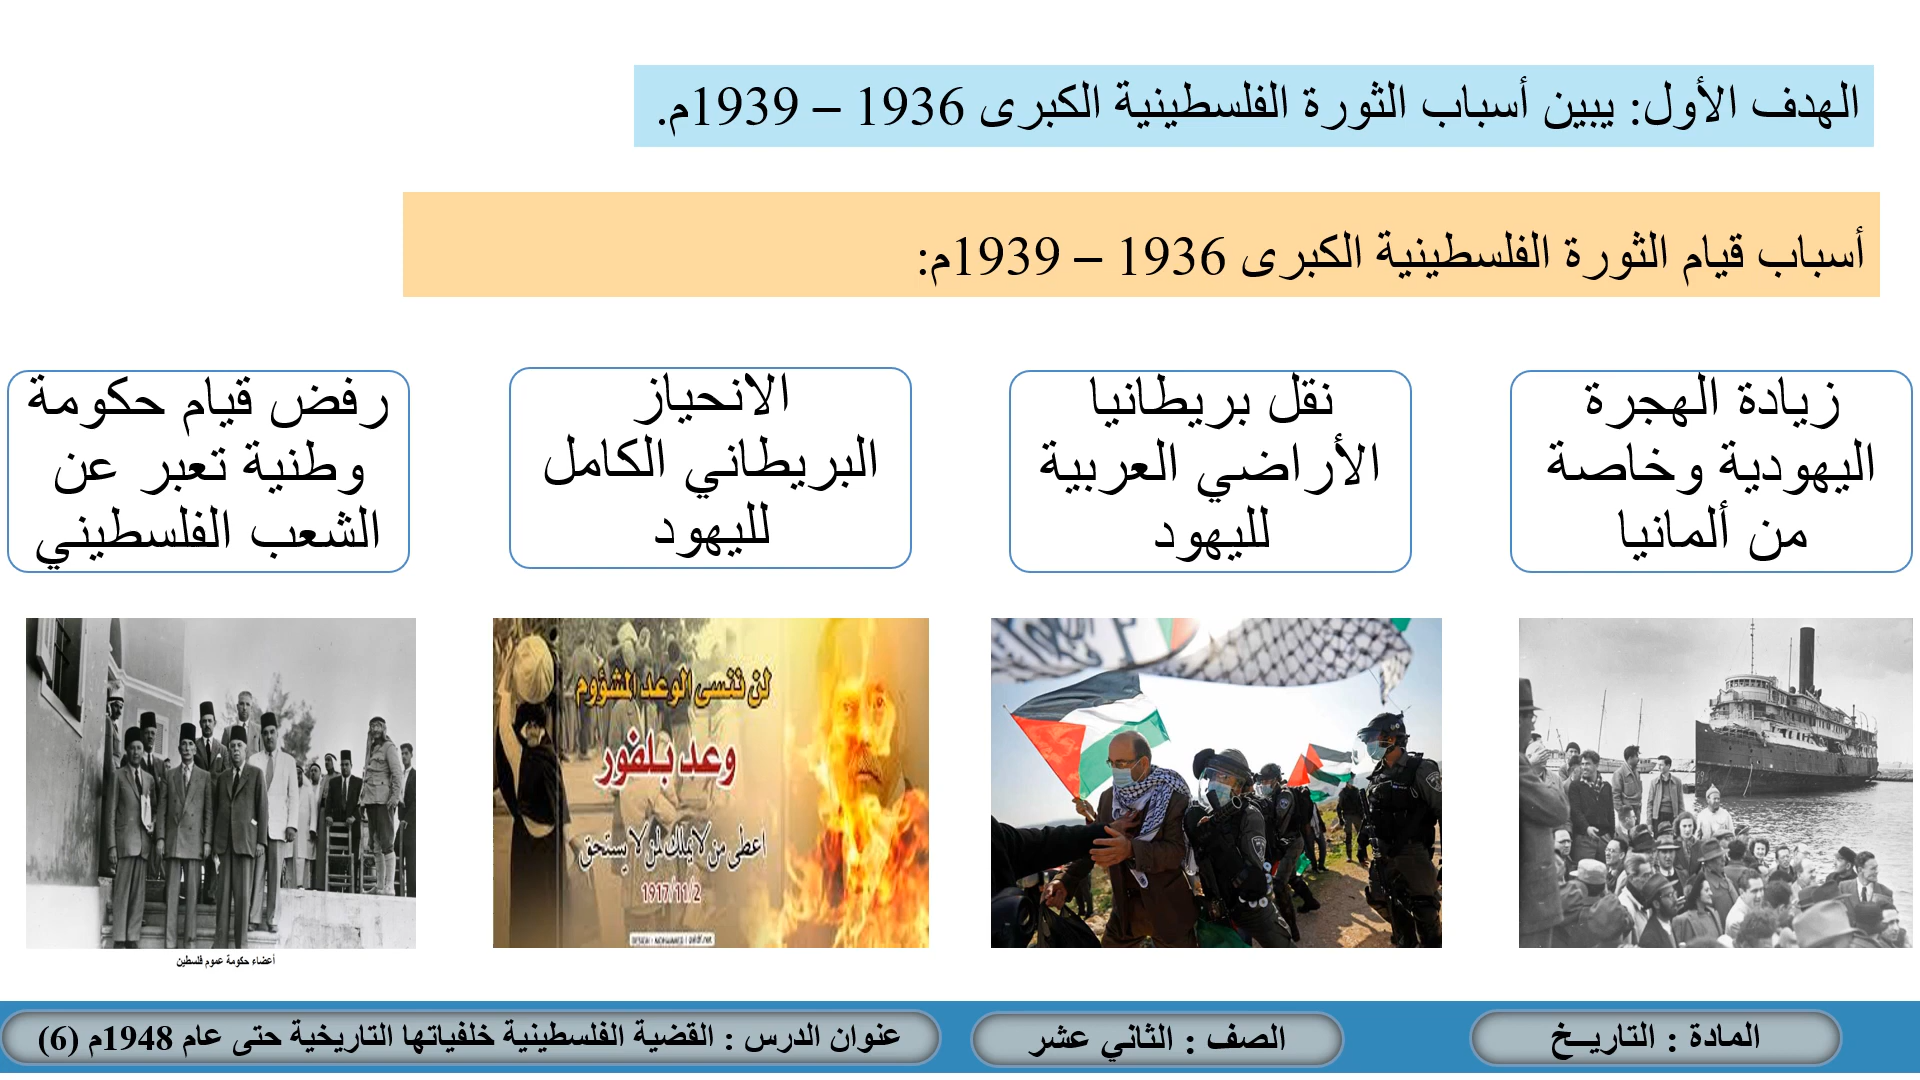 الهدف الأول: يبين أسباب الثورة الفلسطينية الكبرى 1936 – 1939م.
أسباب قيام الثورة الفلسطينية الكبرى 1936 – 1939م:
زيادة الهجرة
اليهودية وخاصة
من ألمانيا
نقل بريطانيا
الأراضي العربية
لليهود
الانحياز
البريطاني الكامل
لليهود
رفض قيام حكومة
وطنية تعبر عن
الشعب الفلسطيني
لن ننسى الوعد المشؤوم
وعد بلفور
اعطى من لا يملك لمن لا يستحق
1917/11/2
أعضاء حكومة عموم فلسطين
المادة : التاريــخ
الصف : الثاني عشر
عنوان الدرس : القضية الفلسطينية خلفياتها التاريخية حتى عام 1948م (6)